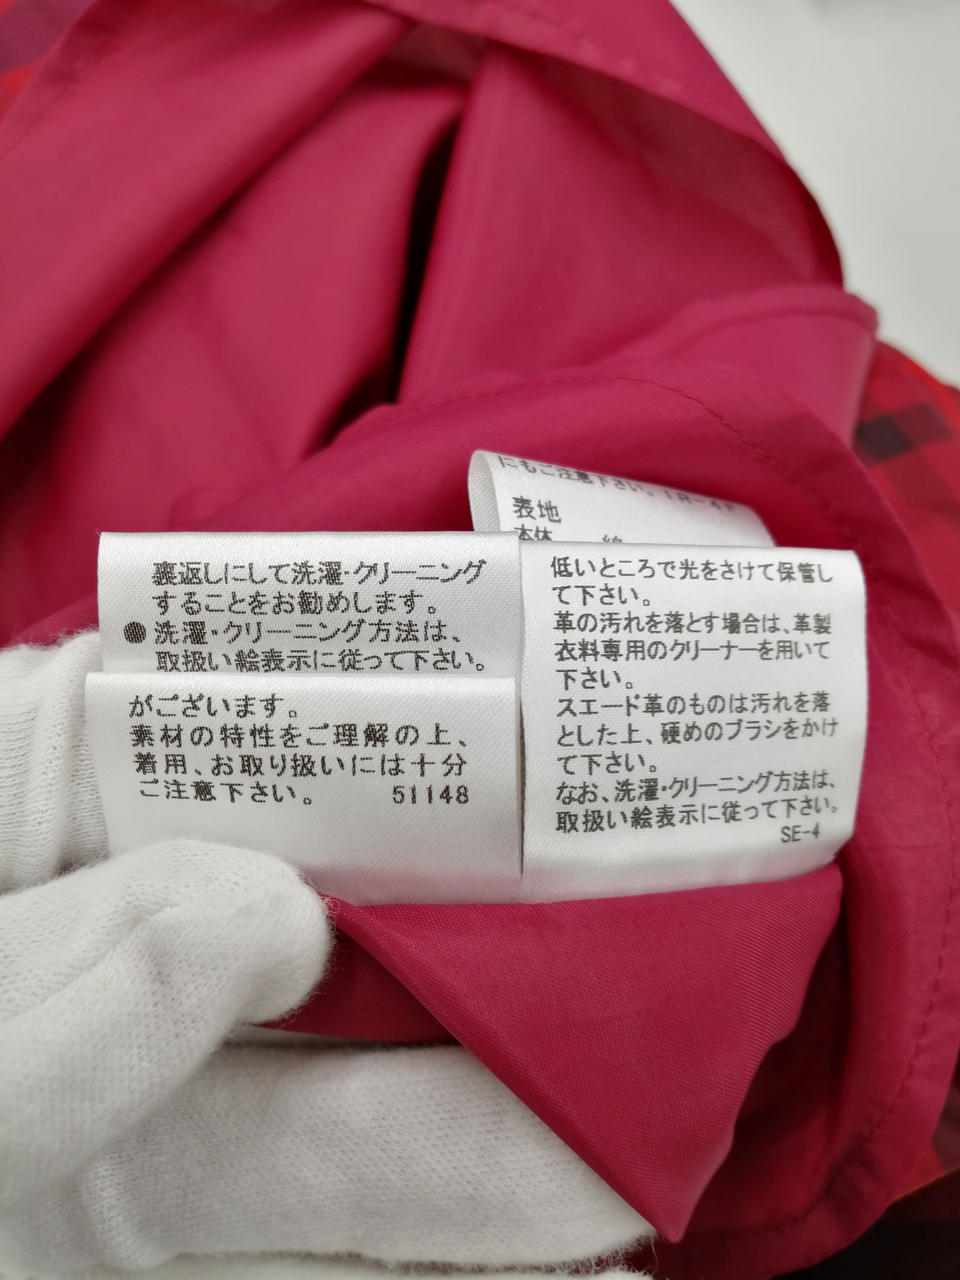 にもご注意下さい。
表地
本体
裏返しにして洗濯・クリーニング
することをお勧めします。
●洗濯・クリーニング方法は、
取扱い絵表示に従って下さい。
がございます。
素材の特性をご理解の上、
着用、お取り扱いには十分
ご注意下さい。 51148
低いところで光をさけて保管し
て下さい。
革の汚れを落とす場合は、革製
衣料専用のクリーナーを用いて
下さい。
スエード革のものは汚れを落
とした上、硬めのブラシをかけ
て下さい。
なお、洗濯・クリーニング方法は、
取扱い絵表示に従って下さい。
SE-4